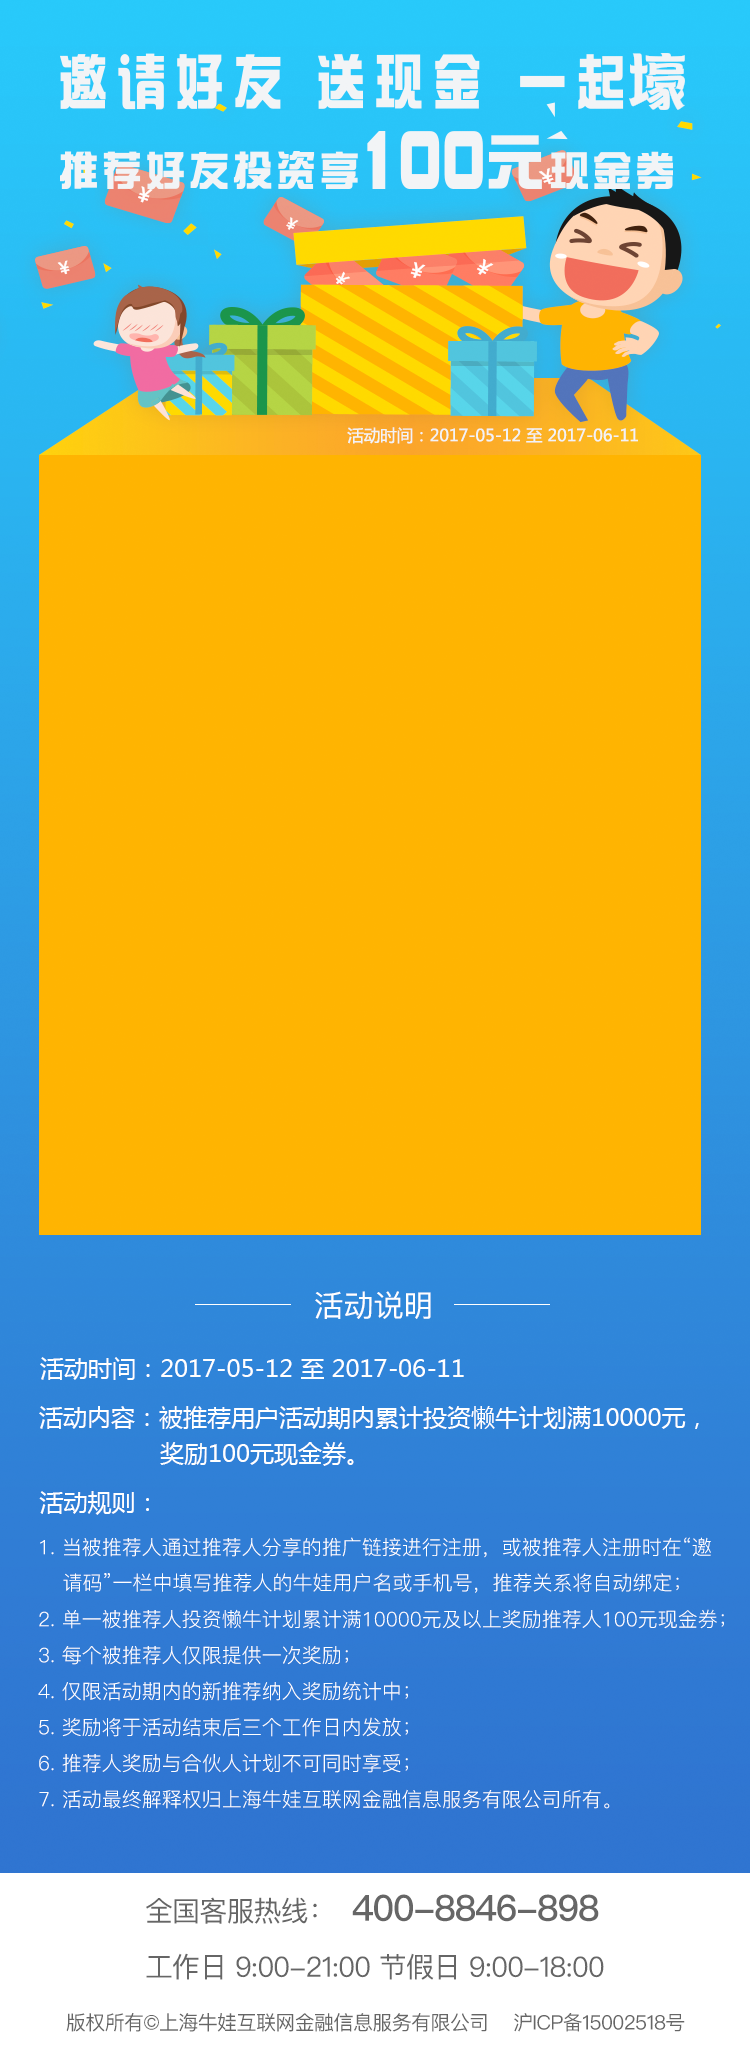 邀请好友 送现金 一起壕
推荐好友投资享100元现金券
活动时间：2017-05-12 至 2017-06-11
活动说明
活动时间：2017-05-12 至 2017-06-11
活动内容：被推荐用户活动期内累计投资懒牛计划满10000元，
奖励100元现金券。
活动规则：
1. 当被推荐人通过推荐人分享的推广链接进行注册，或被推荐人注册时在“邀
请码”一栏中填写推荐人的牛娃用户名或手机号，推荐关系将自动绑定；
2. 单一被推荐人投资懒牛计划累计满10000元及以上奖励推荐人100元现金券；
3. 每个被推荐人仅限提供一次奖励；
4. 仅限活动期内的新推荐纳入奖励统计中；
5. 奖励将于活动结束后三个工作日内发放；
6. 推荐人奖励与合伙人计划不可同时享受；
7. 活动最终解释权归上海牛娃互联网金融信息服务有限公司所有。
全国客服热线： 400-8846-898
工作日 9:00-21:00 节假日 9:00-18:00
版权所有©上海牛娃互联网金融信息服务有限公司 沪ICP备15002518号